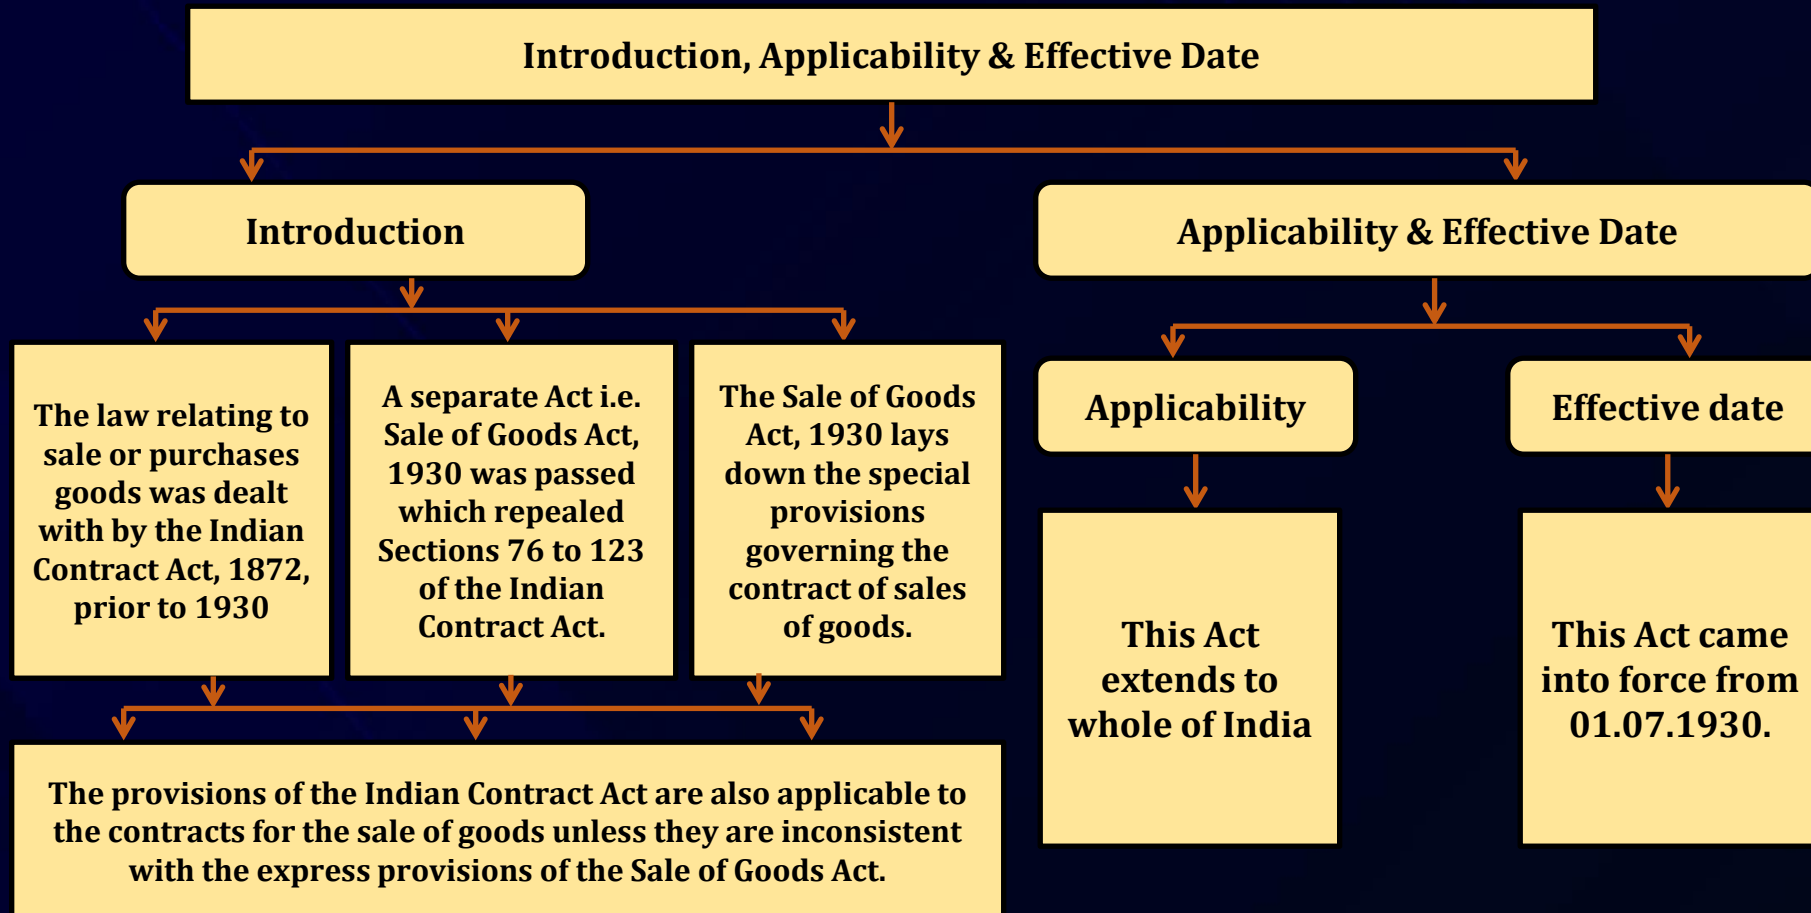 Introduction, Applicability & Effective Date
Introduction
Applicability & Effective Date
The law relating to
sale or purchases
goods was dealt
with by the Indian
Contract Act, 1872,
prior to 1930
A separate Act i.e.
Sale of Goods Act,
1930 was passed
which repealed
Sections 76 to 123
of the Indian
Contract Act.
The Sale of Goods
Act, 1930 lays
down the special
provisions
governing the
contract of sales
of goods.
Applicability
Effective date
This Act
extends to
whole of India
This Act came
into force from
01.07.1930.
The provisions of the Indian Contract Act are also applicable to
the contracts for the sale of goods unless they are inconsistent
with the express provisions of the Sale of Goods Act.